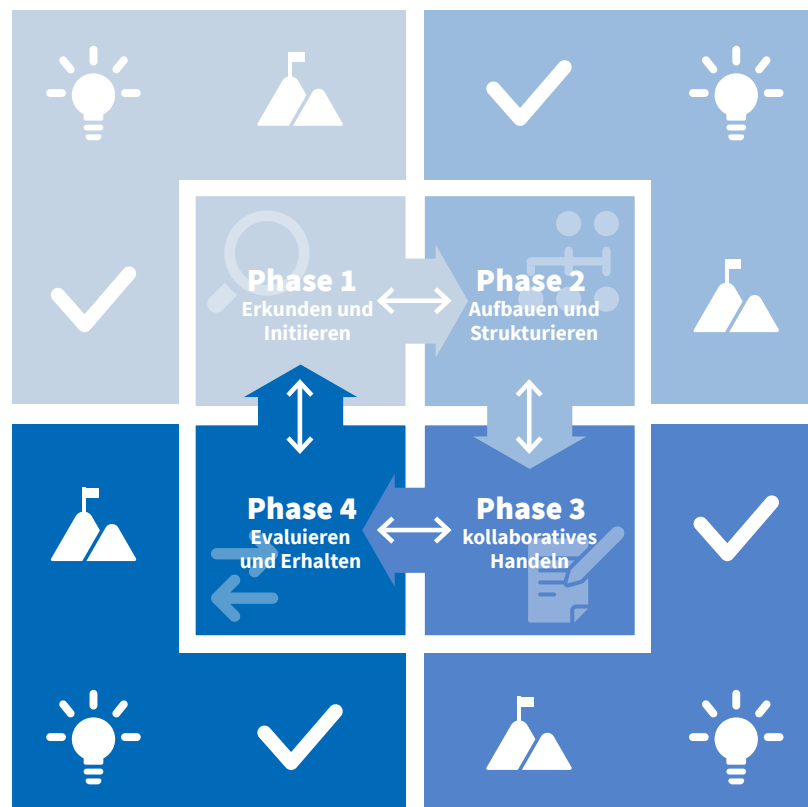 Phase 1
Erkunden und
Initiieren
Phase 2
Aufbauen und
Strukturieren
Phase 4
Evaluieren
und Erhalten
Phase 3
kollaboratives
Handeln